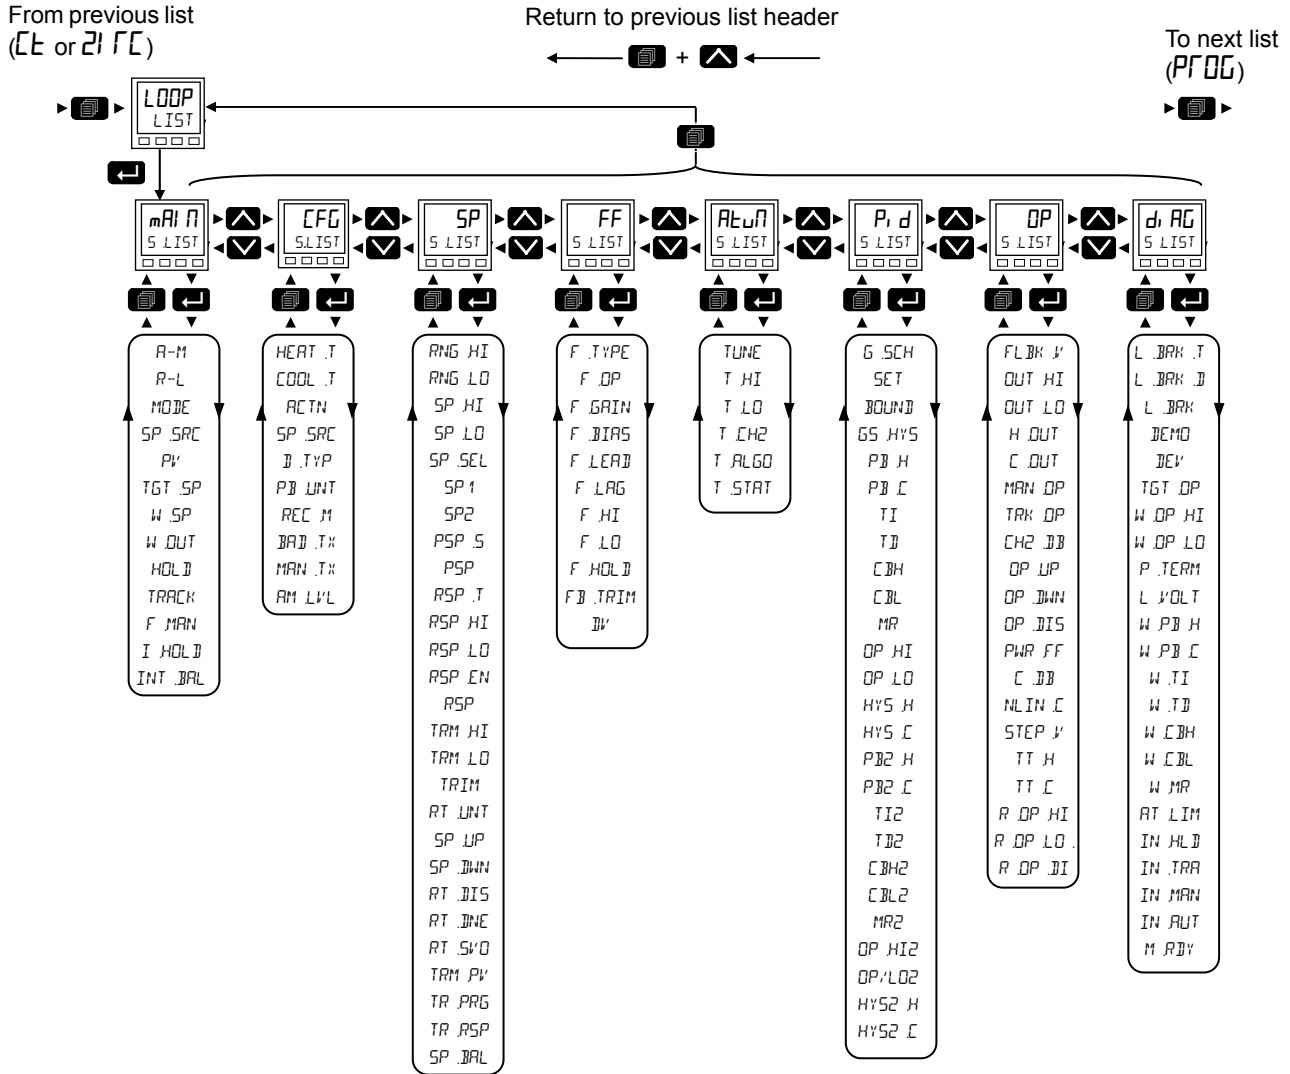 From previous list
(Ct or 21TC)
Return to previous list header
+
To next list
(PROG)
LOOP
LIST
mAIN
S.LIST
CFG
S.LIST
SP
S.LIST
FF
S.LIST
AtuN
S.LIST
Pid
S.LIST
OP
S.LIST
diAG
S.LIST
A-M
R-L
MODE
SP.SRC
PV
TGT.SP
W.SP
W.OUT
HOLD
TRACK
F.MAN
I.HOLD
INT.BAL
HEAT.T
COOL.T
ACTN
SP.SRC
D.TYP
PB.UNT
REC.M
BAD.TX
MAN.TX
AM.LVL
RNG.HI
RNG.LO
SP.HI
SP.LO
SP.SEL
SP1
SP2
PSP.S
PSP
RSP.T
RSP.HI
RSP.LO
RSP.EN
RSP
TRM.HI
TRM.LO
TRIM
RT.UNT
SP.UP
SP.DWN
RT.DIS
RT.DNE
RT.SVO
TRM.PV
TR.PRG
TR.RSP
SP.BAL
F.TYPE
F.OP
F.GAIN
F.BIAS
F.LEAD
F.LAG
F.HI
F.LO
F.HOLD
FB.TRIM
DV
TUNE
T.HI
T.LO
T.CH2
T.ALGO
T.STAT
G.SCH
SET
BOUND
GS.HYS
PB.H
PB.C
TI
TD
CBH
CBL
MR
OP.HI
OP.LO
HYS.H
HYS.C
PB2.H
PB2.C
TI2
TD2
CBH2
CBL2
MR2
OP.HI2
OP/LO2
HYS2.H
HYS2.C
FLBK.V
OUT.HI
OUT.LO
H.OUT
C.OUT
MAN.OP
TRK.OP
CH2.DB
OP.UP
OP.DWN
OP.DIS
PWR.FF
C.DB
NLIN.C
STEP.V
TT.H
TT.C
R.OP.HI
R.OP.LO.
R.OP.DI
L.BRK.T
L.BRK.D
L.BRK
DEMO
DEV
TGT.OP
W.OP.HI
W.OP.LO
P.TERM
L.VOLT
W.PB.H
W.PB.C
W.TI
W.TD
W.CBH
W.CBL
W.MR
AT.LIM
IN.HLD
IN.TRA
IN.MAN
IN.AUT
M.RDY